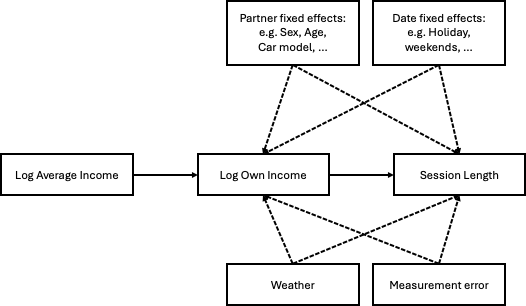 Partner fixed effects:
e.g. Sex, Age,
Car model, ...
Date fixed effects:
e.g. Holiday,
weekends, ...
Log Average Income
Log Own Income
Session Length
Weather
Measurement error